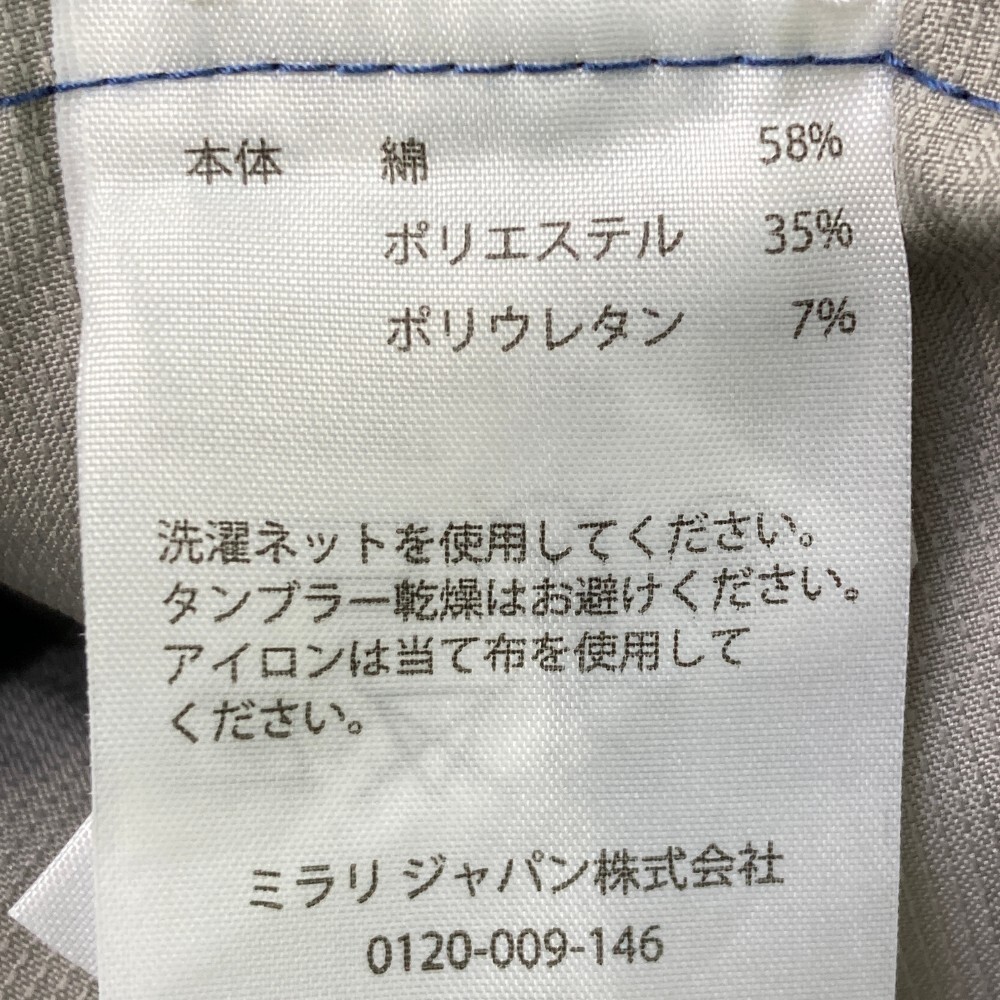 本体 綿 58%
ポリエステル 35%
ポリウレタン 7%
洗濯ネットを使用してください。
タンブラー乾燥はお避けください。
アイロンは当て布を使用して
ください。
ミラリ ジャパン株式会社
0120-009-146